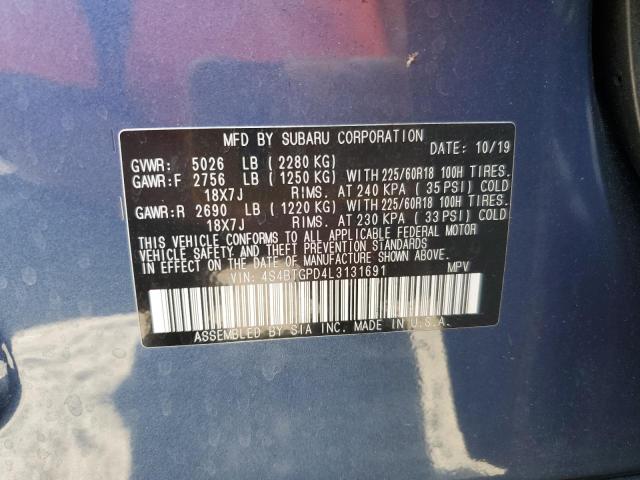 MFD BY SUBARU CORPORATION
DATE: 10/19
GVWR: 5026 LB (2280 KG)
GAWR:F 2756 LB (1250 KG) WITH 225/60R18 100H TIRES.
18X7J RIMS. AT 240 KPA (35 PSI) COLD
GAWR:R 2690 LB (1220 KG) WITH 225/60R18 100H TIRES.
18X7J RIMS. AT 230 KPA (33 PSI) COLD
THIS VEHICLE CONFORMS TO ALL APPLICABLE FEDERAL MOTOR
VEHICLE SAFETY AND THEFT PREVENTION STANDARDS
IN EFFECT ON THE DATE OF MANUFACTURE SHOWN ABOVE.
VIN: 4S4BTGPD4L3131691 MPV
ASSEMBLED BY SIA INC. MADE IN U.S.A.